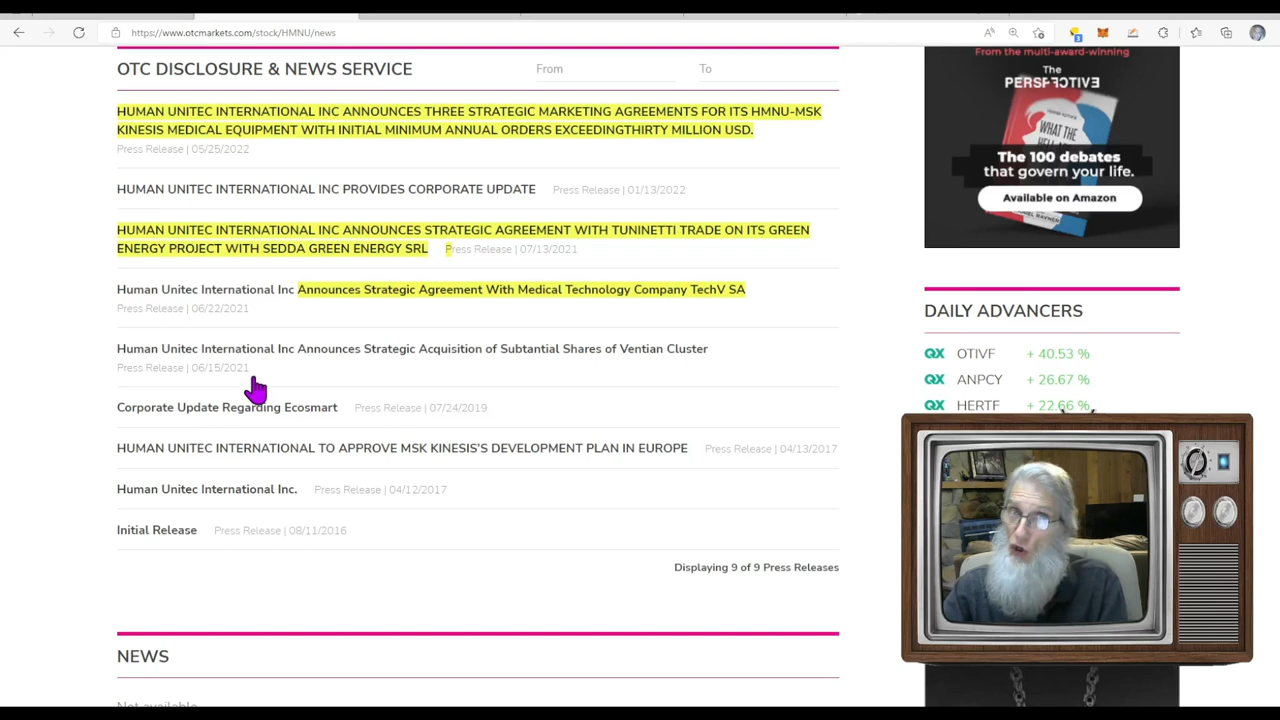 https://www.otcmarkets.com/stock/HMNU/news
OTC DISCLOSURE & NEWS SERVICE
From
To
HUMAN UNITEC INTERNATIONAL INC ANNOUNCES THREE STRATEGIC MARKETING AGREEMENTS FOR ITS HMNU-MSK
KINESIS MEDICAL EQUIPMENT WITH INITIAL MINIMUM ANNUAL ORDERS EXCEEDINGTHIRTY MILLION USD.
Press Release | 05/25/2022
HUMAN UNITEC INTERNATIONAL INC PROVIDES CORPORATE UPDATE Press Release | 01/13/2022
HUMAN UNITEC INTERNATIONAL INC ANNOUNCES STRATEGIC AGREEMENT WITH TUNINETTI TRADE ON ITS GREEN
ENERGY PROJECT WITH SEDDA GREEN ENERGY SRL Press Release | 07/13/2021
Human Unitec International Inc Announces Strategic Agreement With Medical Technology Company TechV SA
Press Release | 06/22/2021
Human Unitec International Inc Announces Strategic Acquisition of Subtantial Shares of Ventian Cluster
Press Release | 06/15/2021
Corporate Update Regarding Ecosmart Press Release | 07/24/2019
HUMAN UNITEC INTERNATIONAL TO APPROVE MSK KINESIS'S DEVELOPMENT PLAN IN EUROPE Press Release | 04/13/2017
Human Unitec International Inc. Press Release | 04/12/2017
Initial Release Press Release | 08/11/2016
Displaying 9 of 9 Press Releases
NEWS
Not available
From the multi-award-winning
The
PERSPECTIVE
WHAT THE
The 100 debates
that govern your life.
Available on Amazon
DAILY ADVANCERS
QX OTIVF + 40.53 %
QX ANPCY + 26.67 %
QX HERTF + 22.66 %